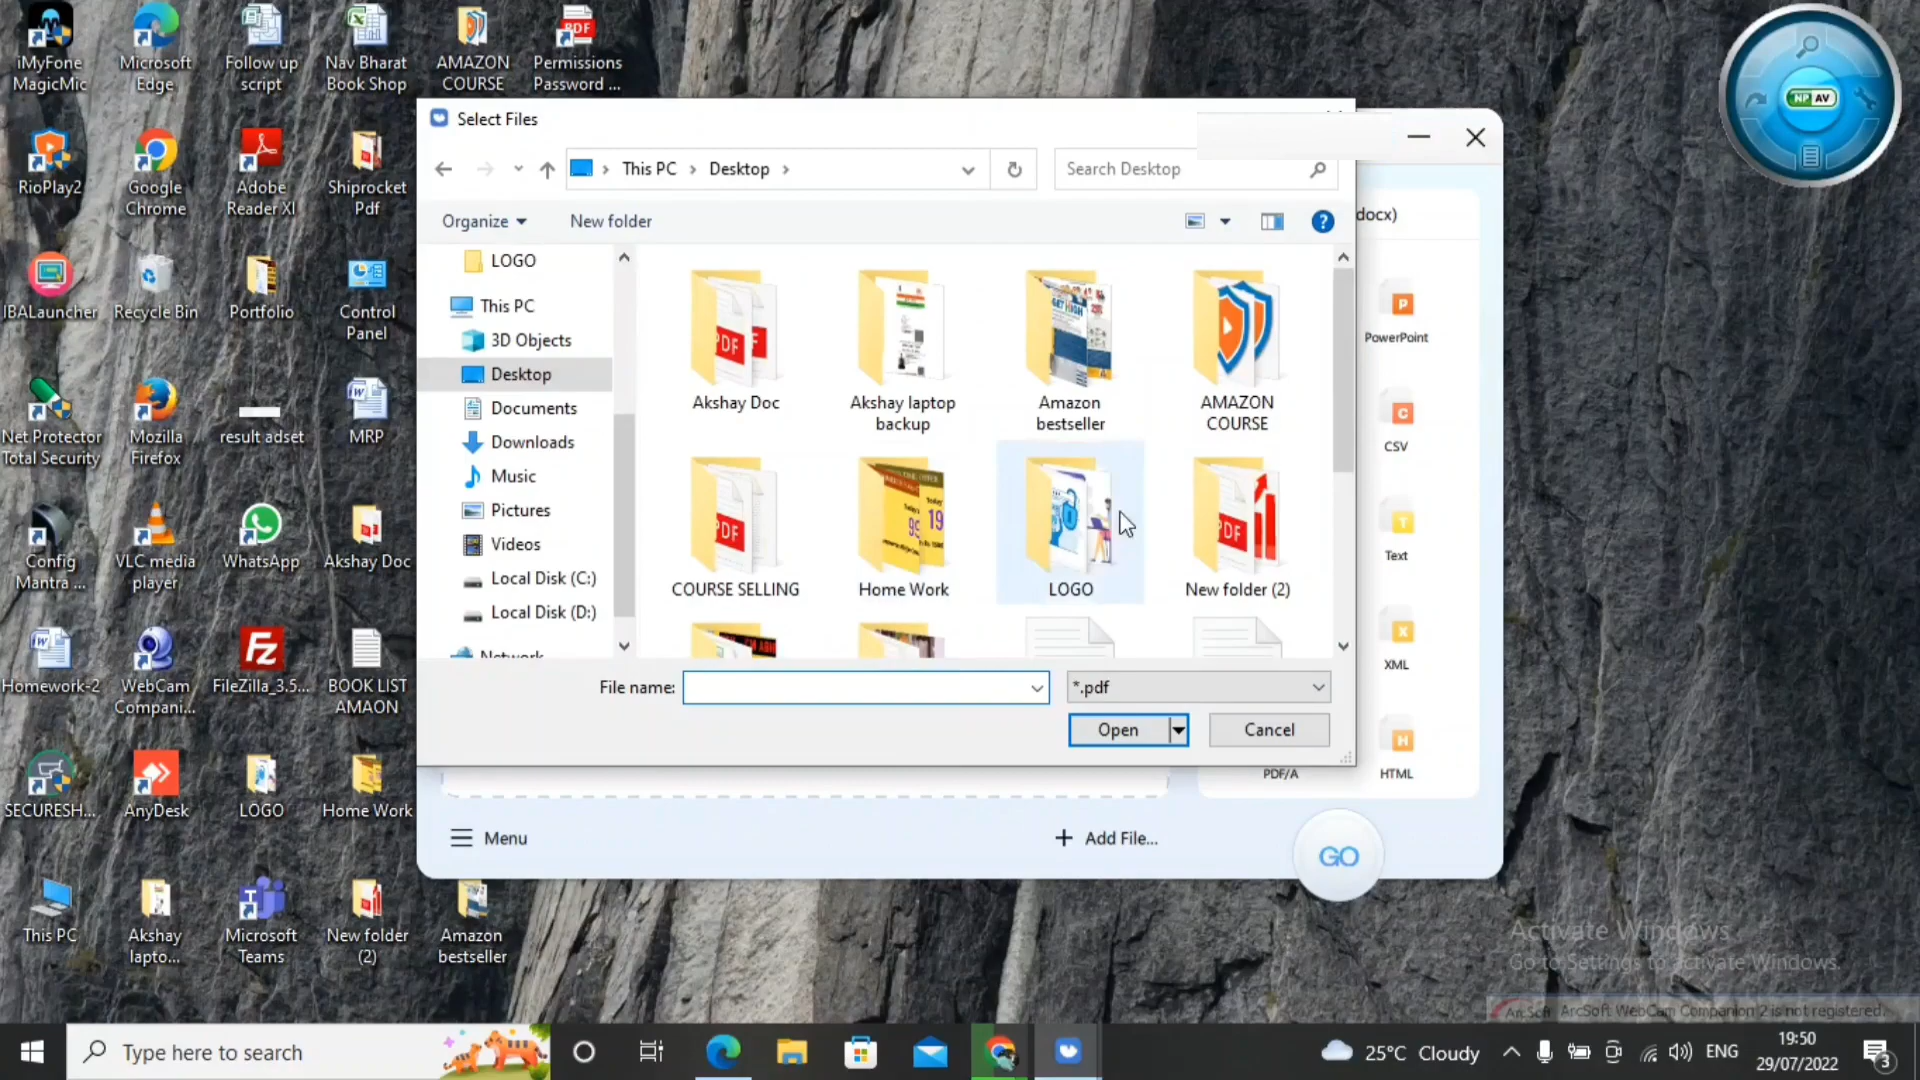 iMyFone
MagicMic
Microsoft
Edge
Follow up
script
Nav Bharat
Book Shop
AMAZON
COURSE
Permissions
Password ...
RioPlay2
Google
Chrome
Adobe
Reader XI
Shiprocket
Pdf
IBALauncher
Recycle Bin
Portfolio
Control
Panel
Net Protector
Total Security
Mozilla
Firefox
result adset
MRP
Config
Mantra ...
VLC media
player
WhatsApp
Akshay Doc
Homework-2
WebCam
Compani...
FileZilla_3.5...
BOOK LIST
AMAON
SECURESH...
AnyDesk
LOGO
Home Work
This PC
Akshay
lapto...
Microsoft
Teams
New folder
(2)
Amazon
bestseller
Select Files
This PC
Desktop
Search Desktop
Organize
New folder
LOGO
This PC
3D Objects
Desktop
Documents
Downloads
Music
Pictures
Videos
Local Disk (C:)
Local Disk (D:)
Network
Akshay Doc
Akshay laptop
backup
Amazon
bestseller
AMAZON
COURSE
COURSE SELLING
Home Work
LOGO
New folder (2)
File name:
*.pdf
Open
Cancel
docx)
P
PowerPoint
C
CSV
T
Text
X
XML
H
HTML
PDF/A
Menu
+ Add File...
GO
NP AV
Activate Windows
Go to Settings to activate Windows.
ArcSoft ArcSoft WebCam Companion 2 is not registered.
Type here to search
25°C Cloudy
ENG
19:50
29/07/2022
3